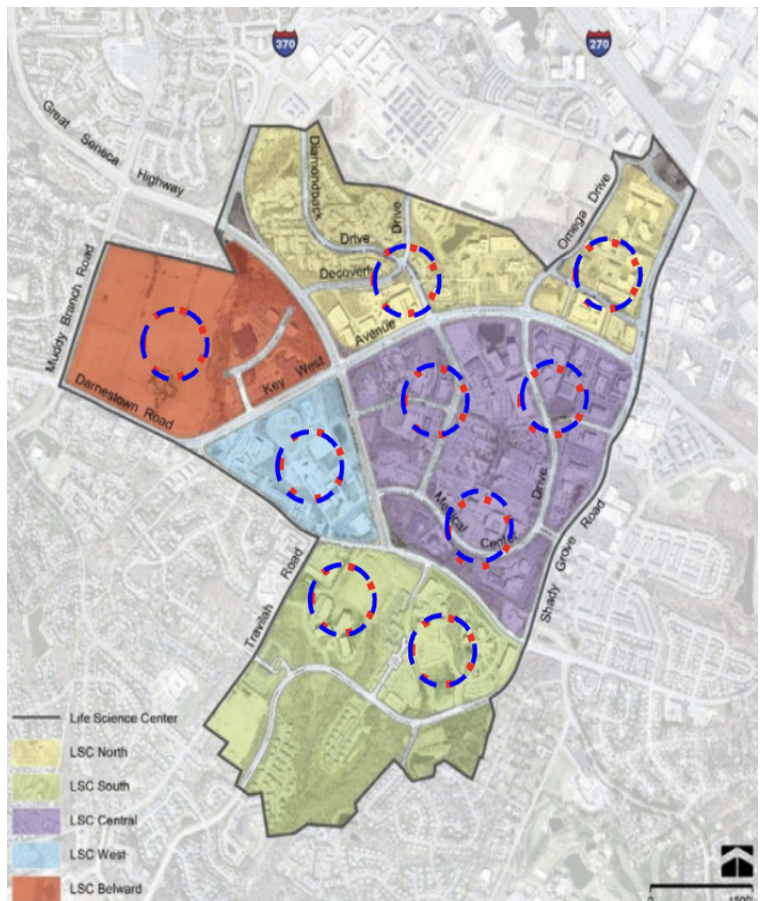 370
270
Great Seneca Highway
Muddy Branch Road
Darnestown Road
Diamondback
Drive
Decoverly
Drive
Omega Drive
Avenue
Key West
Medical
Center
Drive
Shady Grove Road
Travilah Road
Life Science Center
LSC North
LSC South
LSC Central
LSC West
LSC Belward
0
1500'